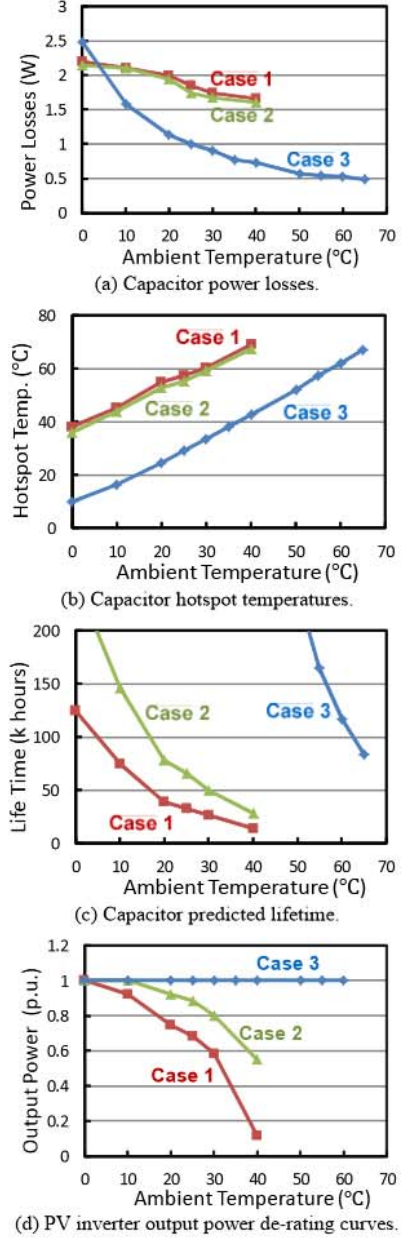 3
2.5
2
1.5
1
0.5
0
Power Losses (W)
Case 1
Case 2
Case 3
0 10 20 30 40 50 60 70
Ambient Temperature (°C)
(a) Capacitor power losses.
80
60
40
20
0
Hotspot Temp. (°C)
Case 1
Case 2
Case 3
0 10 20 30 40 50 60 70
Ambient Temperature (°C)
(b) Capacitor hotspot temperatures.
200
150
100
50
0
Life Time (k hours)
Case 2
Case 3
Case 1
0 10 20 30 40 50 60 70
Ambient Temperature (°C)
(c) Capacitor predicted lifetime.
1.2
1
0.8
0.6
0.4
0.2
0
Output Power (p.u.)
Case 3
Case 2
Case 1
0 10 20 30 40 50 60 70
Ambient Temperature (°C)
(d) PV inverter output power de-rating curves.